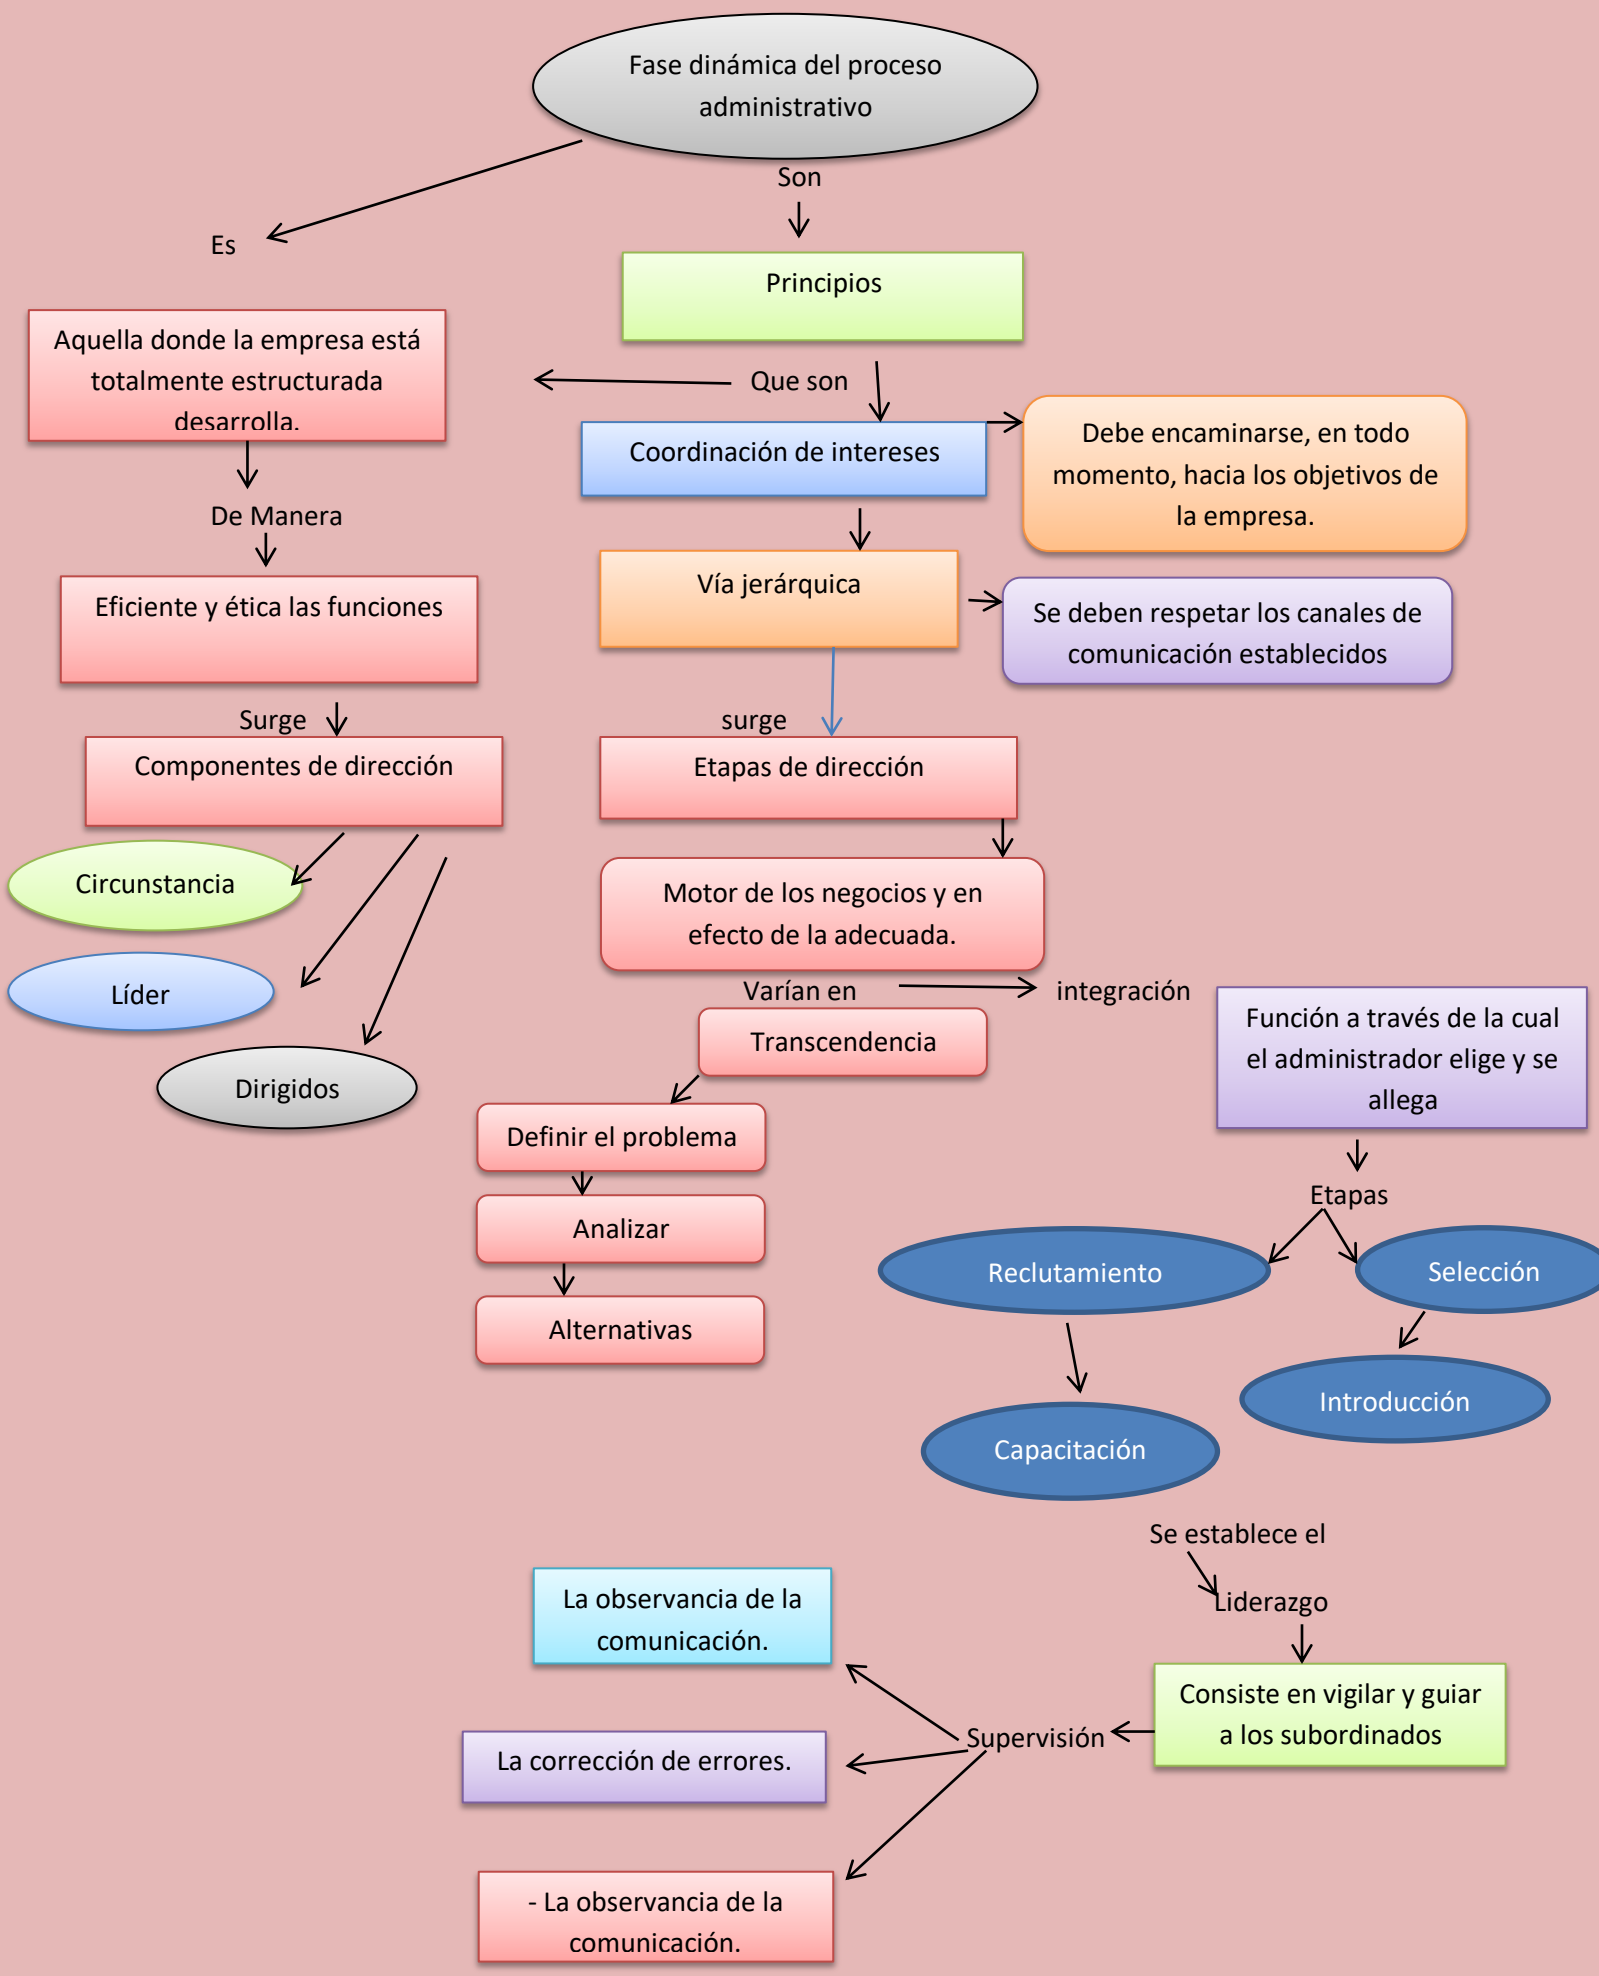 Fase dinámica del proceso
administrativo
Son
Es
Principios
Aquella donde la empresa está
totalmente estructurada
desarrolla.
Que son
Coordinación de intereses
Debe encaminarse, en todo
momento, hacia los objetivos de
la empresa.
De Manera
Vía jerárquica
Eficiente y ética las funciones
Se deben respetar los canales de
comunicación establecidos
Surge
surge
Componentes de dirección
Etapas de dirección
Circunstancia
Motor de los negocios y en
efecto de la adecuada.
Líder
Varían en
integración
Función a través de la cual
el administrador elige y se
allega
Transcendencia
Dirigidos
Definir el problema
Etapas
Analizar
Reclutamiento
Selección
Alternativas
Introducción
Capacitación
Se establece el
Liderazgo
La observancia de la
comunicación.
Consiste en vigilar y guiar
a los subordinados
Supervisión
La corrección de errores.
- La observancia de la
comunicación.